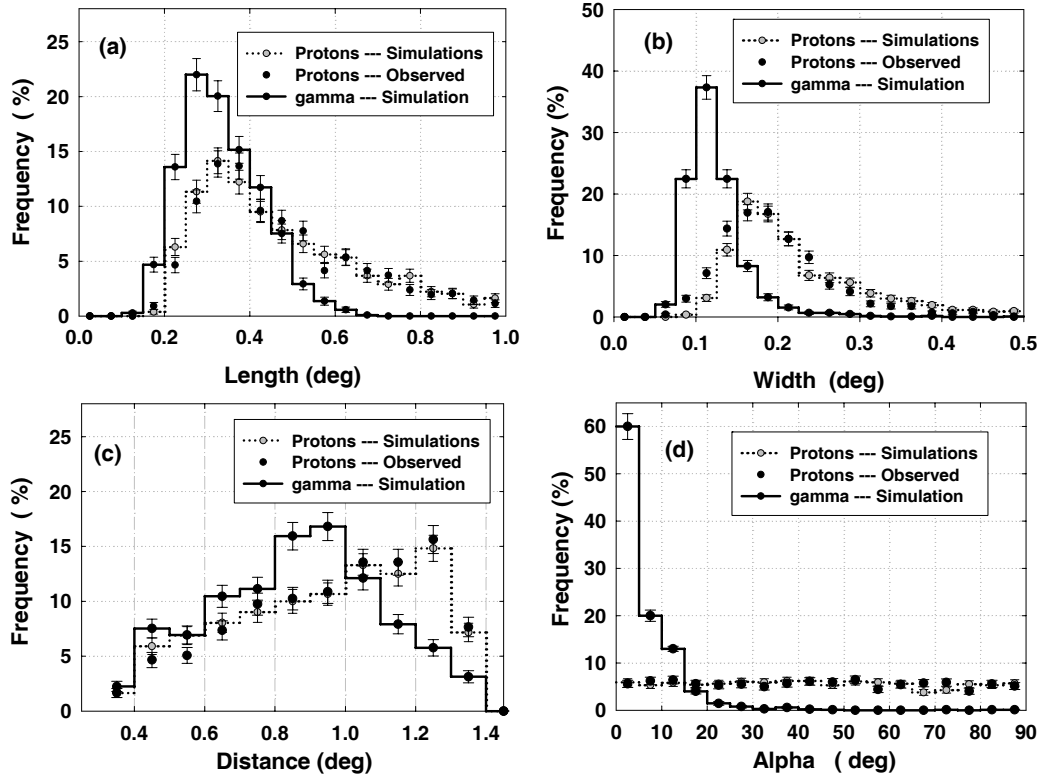 (a)
Protons --- Simulations
Protons --- Observed
gamma --- Simulation
Frequency ( %)
25
20
15
10
5
0
0.0 0.2 0.4 0.6 0.8 1.0
Length (deg)
(b)
Protons --- Simulations
Protons --- Observed
gamma --- Simulation
Frequency (%)
50
40
30
20
10
0
0.0 0.1 0.2 0.3 0.4 0.5
Width (deg)
(c)
Protons --- Simulations
Protons --- Observed
gamma --- Simulation
Frequency ( %)
25
20
15
10
5
0
0.4 0.6 0.8 1.0 1.2 1.4
Distance (deg)
(d)
Protons --- Simulations
Protons --- Observed
gamma --- Simulation
Frequency (%)
60
50
40
30
20
10
0
0 10 20 30 40 50 60 70 80 90
Alpha ( deg)